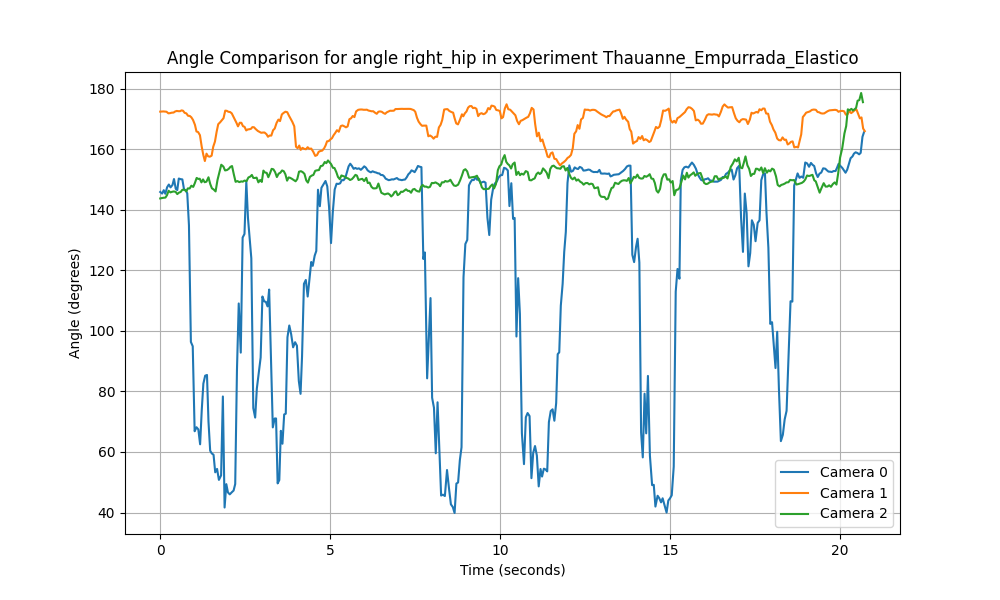 Angle Comparison for angle right_hip in experiment Thauanne_Empurrada_Elastico
Angle (degrees)
180
160
140
120
100
80
60
40
0
5
10
15
20
Time (seconds)
Camera 0
Camera 1
Camera 2